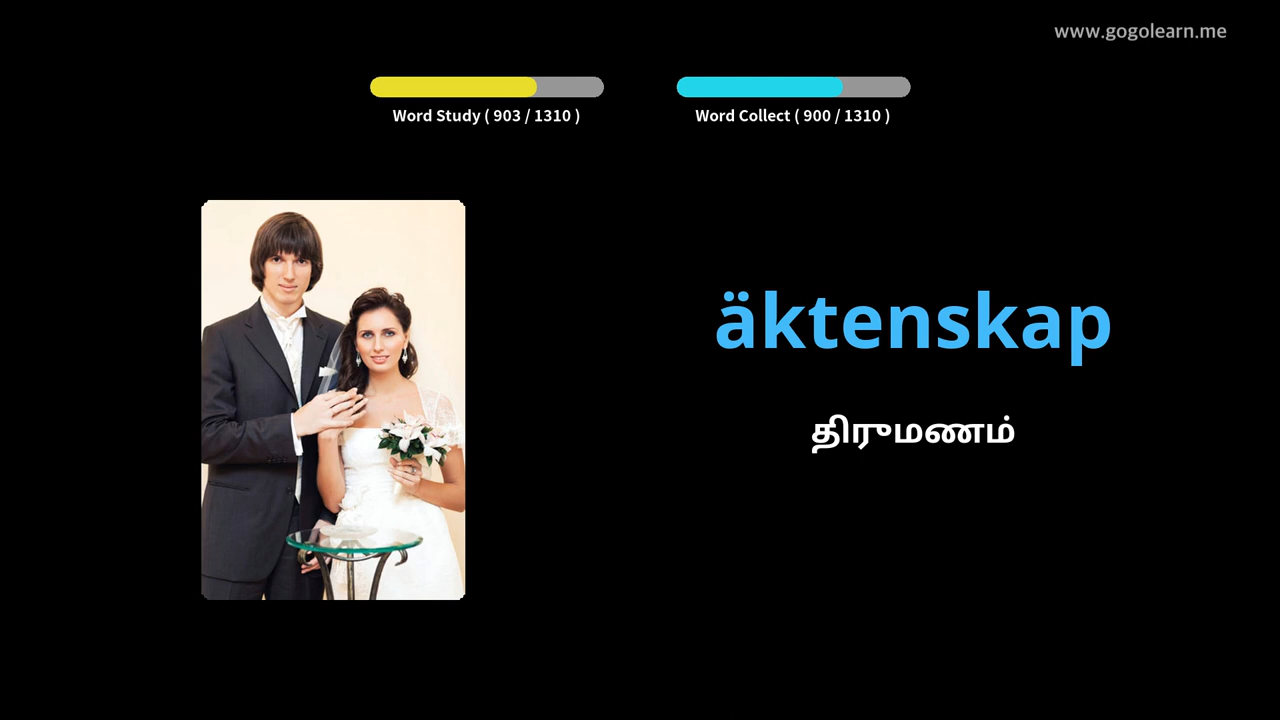 www.gogolearn.me
Word Study ( 903 / 1310 )
Word Collect ( 900 / 1310 )
äktenskap
திருமணம்